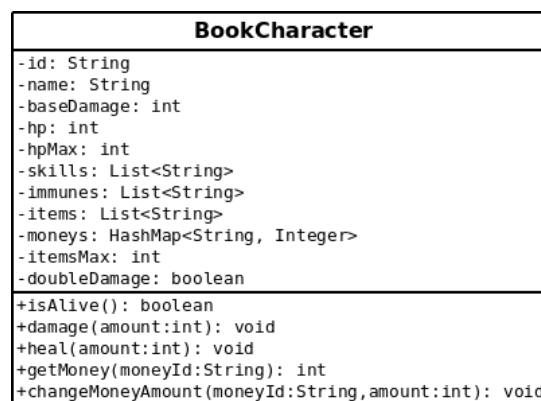 BookCharacter
-id: String
-name: String
-baseDamage: int
-hp: int
-hpMax: int
-skills: List<String>
-immunes: List<String>
-items: List<String>
-moneys: HashMap<String, Integer>
-itemsMax: int
-doubleDamage: boolean
+isAlive(): boolean
+damage(amount:int): void
+heal(amount:int): void
+getMoney(moneyId:String): int
+changeMoneyAmount(moneyId:String,amount:int): void